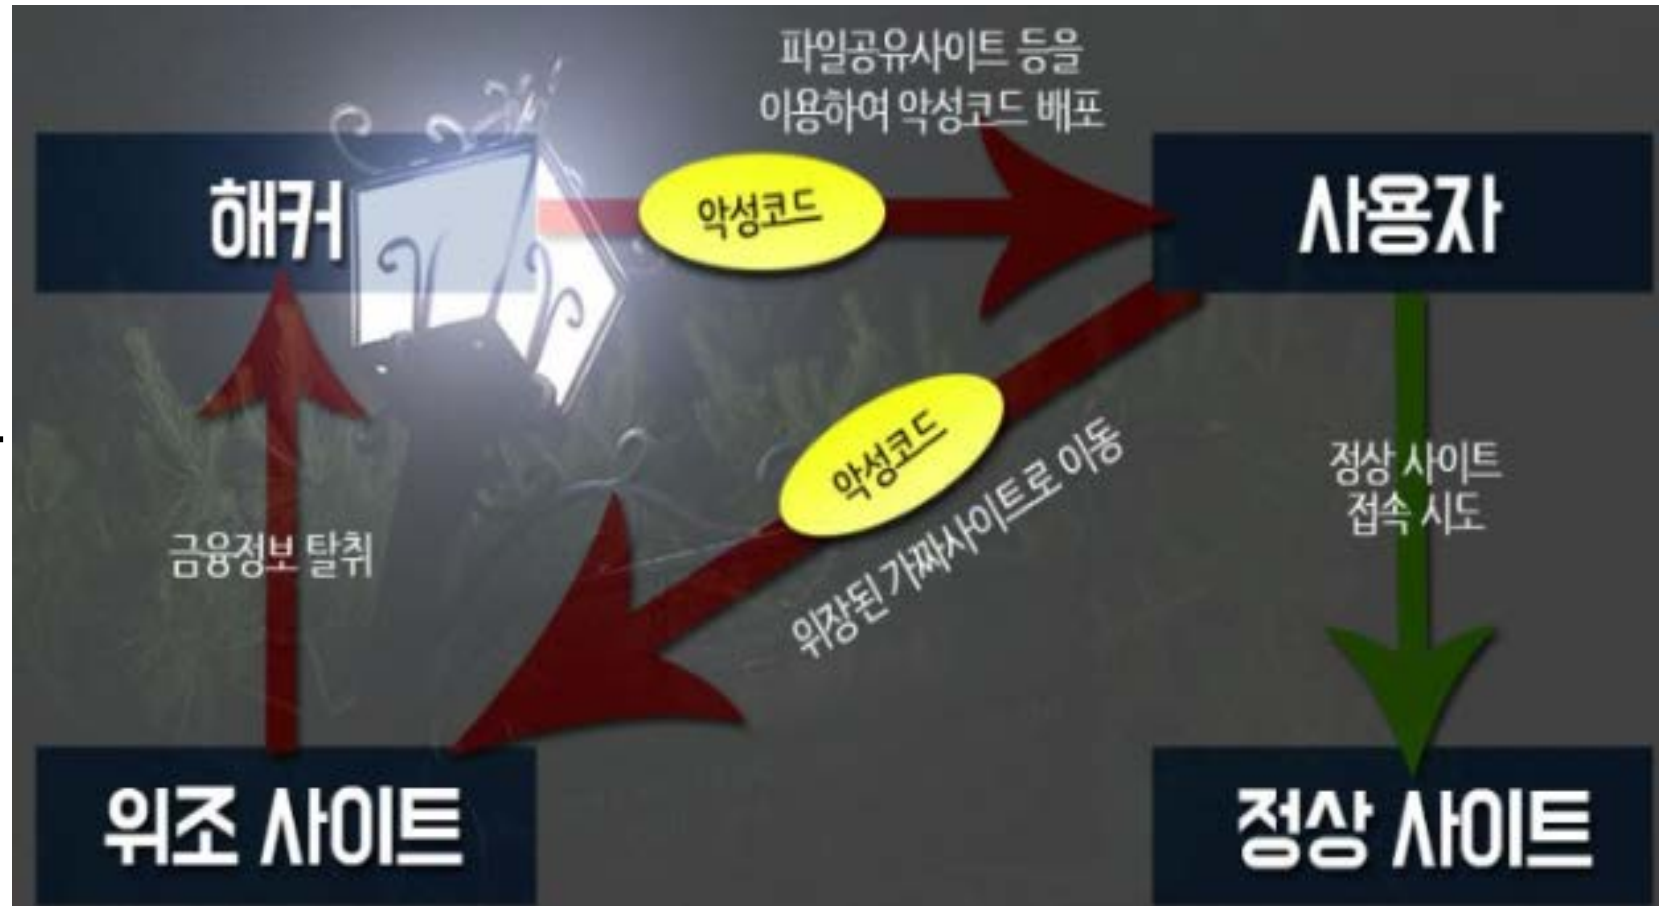 파일공유사이트 등을
이용하여 악성코드 배포
해커
악성코드
사용자
악성코드
위장된 가짜사이트로 이동
정상 사이트
접속 시도
금융정보 탈취
위조 사이트
정상 사이트